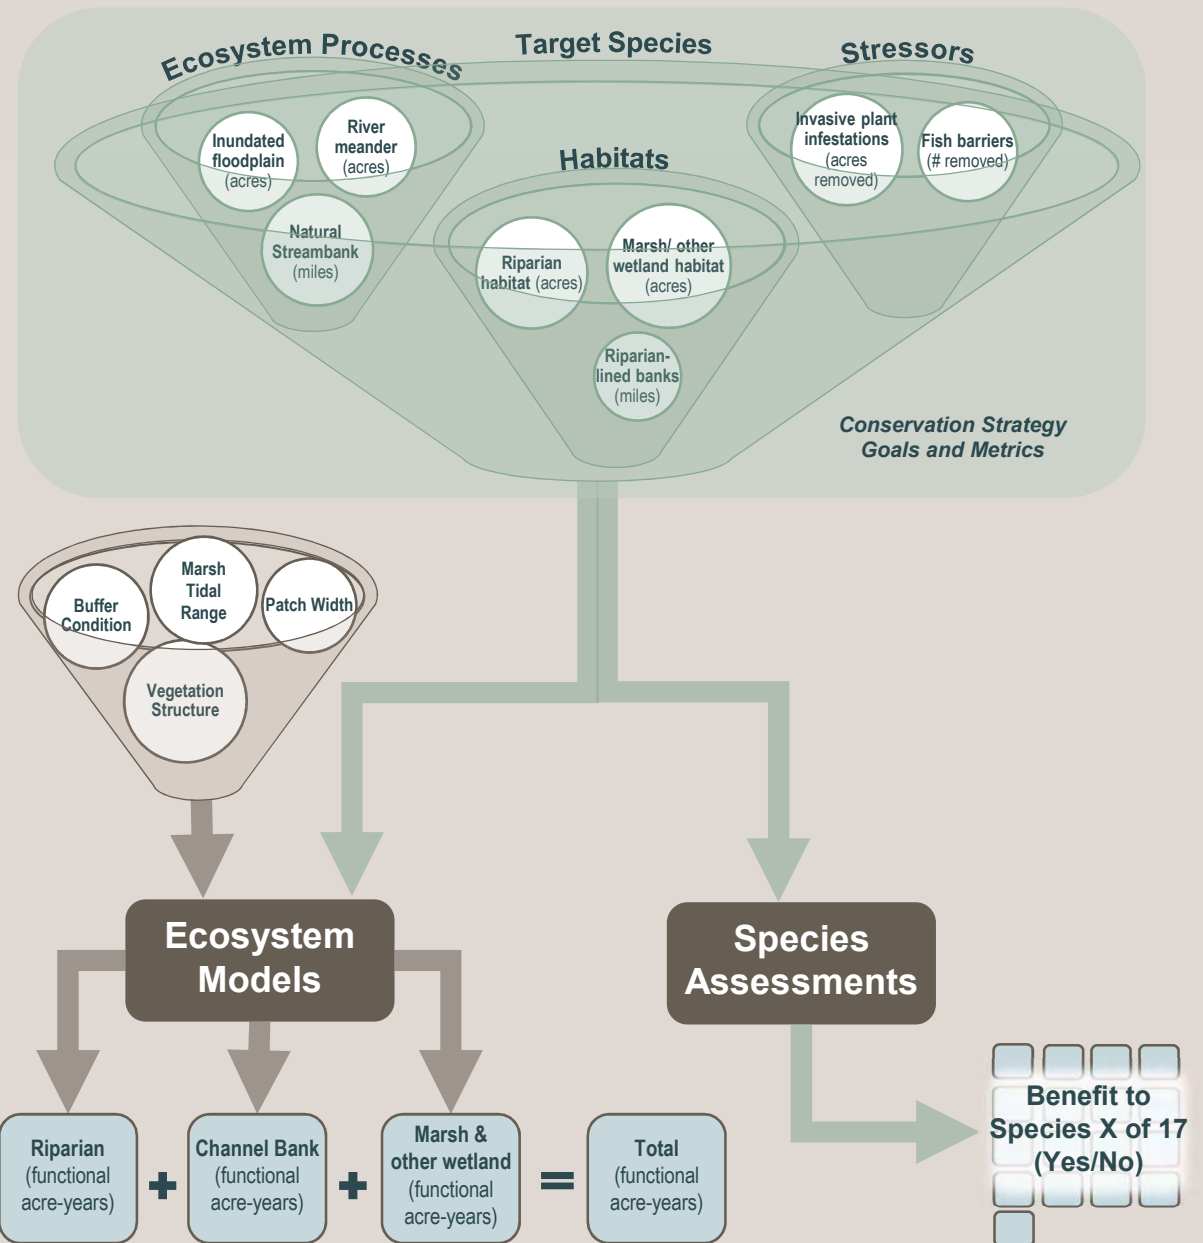 Ecosystem Processes
Target Species
Stressors
Inundated
floodplain
(acres)
River
meander
(acres)
Natural
Streambank
(miles)
Habitats
Riparian
habitat (acres)
Marsh/ other
wetland habitat
(acres)
Riparian-
lined banks
(miles)
Invasive plant
infestations
(acres
removed)
Fish barriers
(# removed)
Conservation Strategy
Goals and Metrics
Buffer
Condition
Marsh
Tidal
Range
Patch Width
Vegetation
Structure
Ecosystem
Models
Species
Assessments
Riparian
(functional
acre-years)
+
Channel Bank
(functional
acre-years)
+
Marsh &
other wetland
(functional
acre-years)
=
Total
(functional
acre-years)
Benefit to
Species X of 17
(Yes/No)